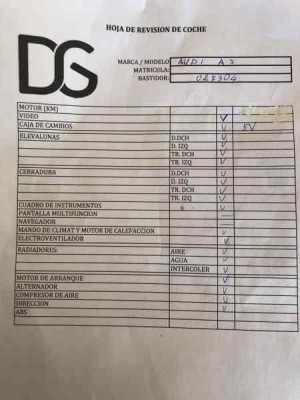 HOJA DE REVISION DE COCHE
DG
MARCA / MODELO AUDI A-3
MATRICULA:
BASTIDOR: 027304
MOTOR (KM)
VIDEO ✓
CAJA DE CAMBIOS ✓ 5V
ELEVALUNAS D.DCH ✓
D. IZQ ✓
TR. DCH ✓
TR. IZQ ✓
CERRADURA D.DCH ✓
D. IZQ ✓
TR. DCH ✓
TR. IZQ ✓
CUADRO DE INSTRUMENTOS
PANTALLA MULTIFUNCION
NAVEGADOR
MANDO DE CLIMAT Y MOTOR DE CALEFACCION ✓
ELECTROVENTILADOR ✓
RADIADORES: AIRE ✓
AGUA ✓
INTERCOLER ✓
MOTOR DE ARRANQUE ✓
ALTERNADOR ✓
COMPRESOR DE AIRE ✓
DIRECCION ✓
ABS ✓